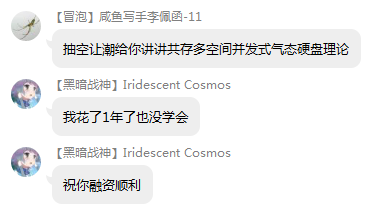 【冒泡】咸鱼写手李佩函-11
抽空让潮给你讲讲共存多空间并发式气态硬盘理论
【黑暗战神】Iridescent Cosmos
我花了1年了也没学会
【黑暗战神】Iridescent Cosmos
祝你融资顺利